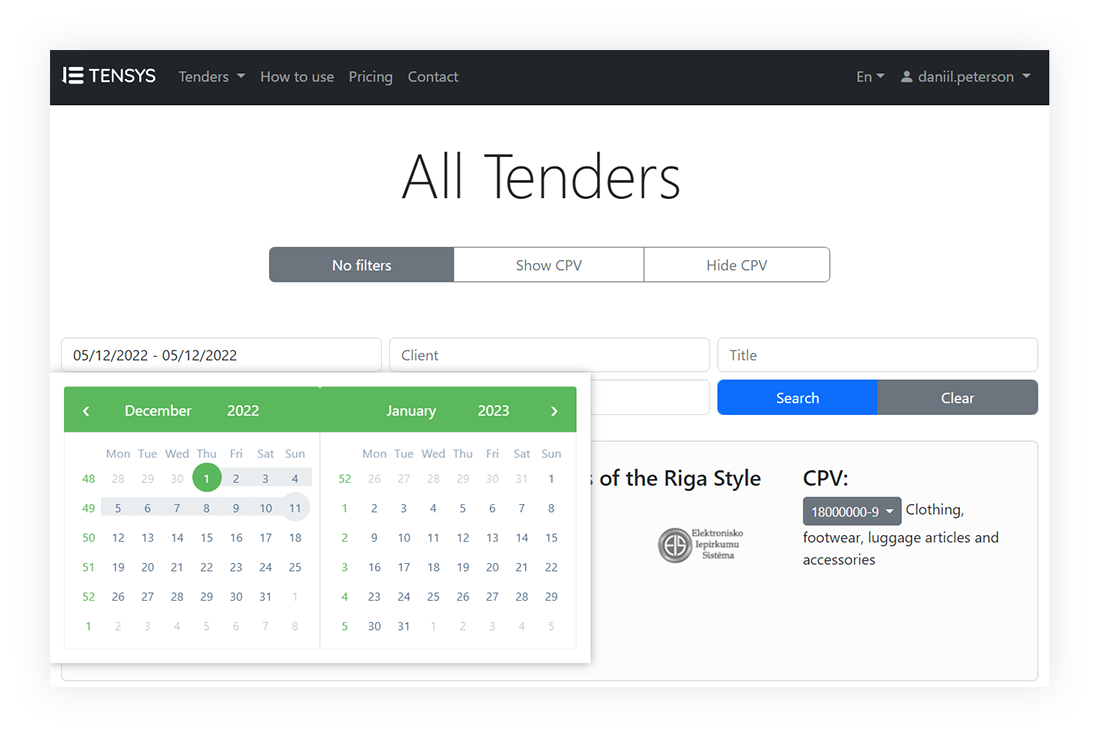 TENSYS Tenders How to use Pricing Contact En daniil.peterson
All Tenders
No filters Show CPV Hide CPV
05/12/2022 - 05/12/2022 Client Title
Search Clear
‹ December 2022 January 2023 ›
Mon Tue Wed Thu Fri Sat Sun Mon Tue Wed Thu Fri Sat Sun
48 28 29 30 1 2 3 4 52 26 27 28 29 30 31 1
49 5 6 7 8 9 10 11 1 2 3 4 5 6 7 8
50 12 13 14 15 16 17 18 2 9 10 11 12 13 14 15
51 19 20 21 22 23 24 25 3 16 17 18 19 20 21 22
52 26 27 28 29 30 31 1 4 23 24 25 26 27 28 29
1 2 3 4 5 6 7 8 5 30 31 1 2 3 4 5
of the Riga Style
Elektronisko
Iepirkumu
Sistēma
CPV:
18000000-9 Clothing,
footwear, luggage articles and
accessories